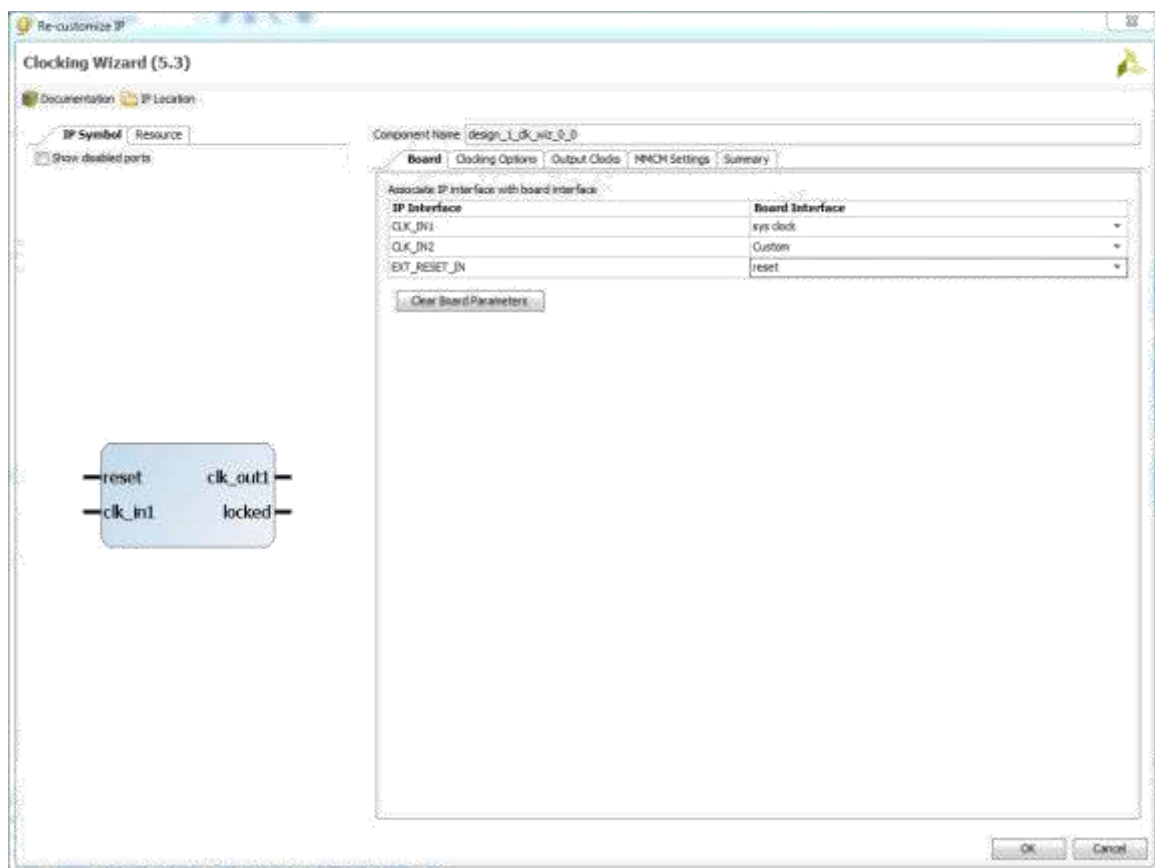 Re-customize IP
Clocking Wizard (5.3)
Documentation IP Location
IP Symbol Resource
Show disabled ports
Component Name design_1_clk_wiz_0_0
Board Clocking Options Output Clocks MMCM Settings Summary
Associate IP interface with board interface
IP Interface Board Interface
CLK_IN1 sys clock
CLK_IN2 Custom
EXT_RESET_IN reset
Clear Board Parameters
reset clk_out1
clk_in1 locked
OK Cancel